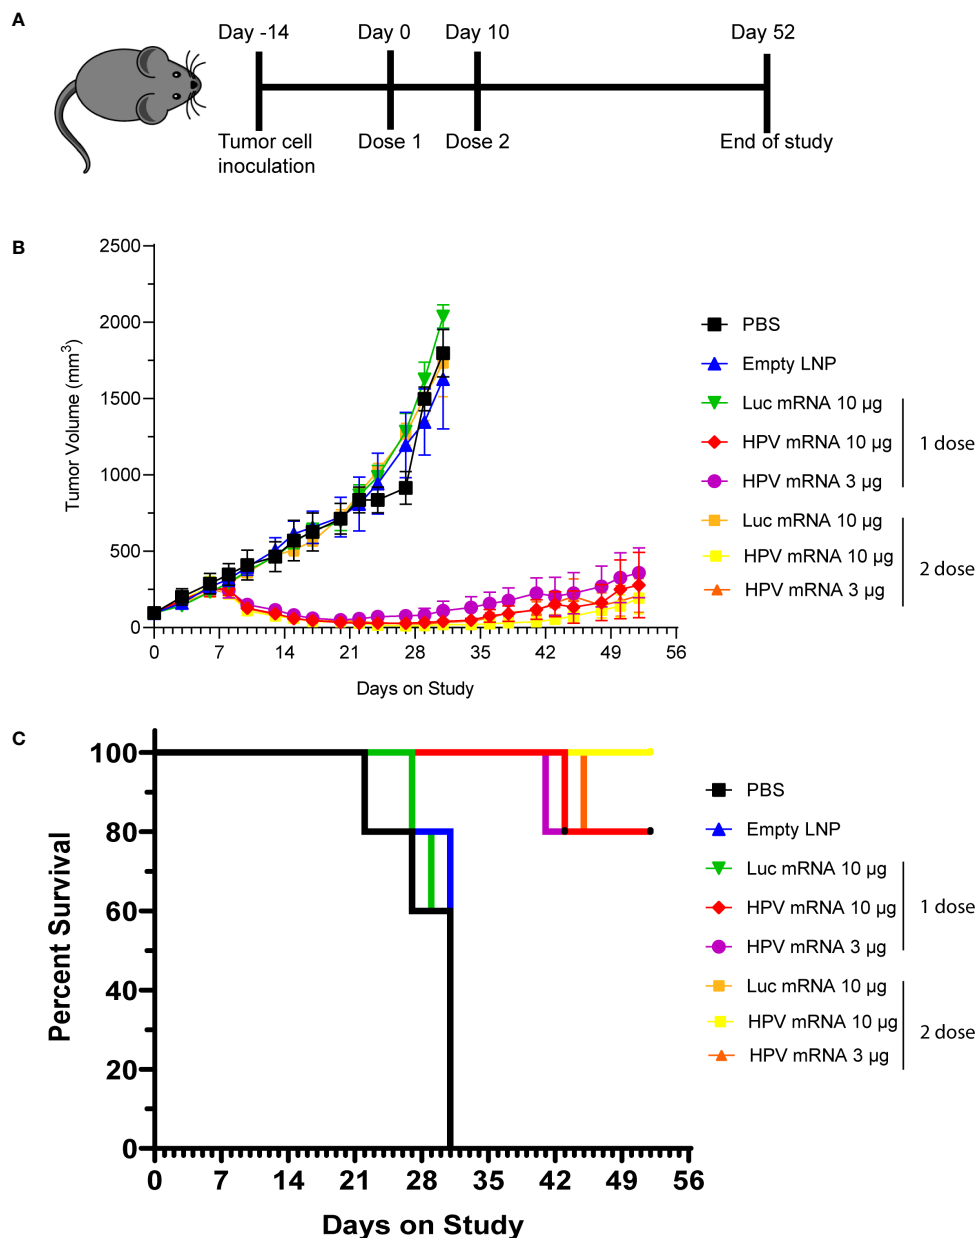 A
Day -14
Day 0
Day 10
Day 52
Tumor cell
inoculation
Dose 1
Dose 2
End of study
B
2500
2000
1500
1000
500
0
Tumor Volume (mm³)
0 7 14 21 28 35 42 49 56
Days on Study
PBS
Empty LNP
Luc mRNA 10 µg
HPV mRNA 10 µg
HPV mRNA 3 µg
1 dose
Luc mRNA 10 µg
HPV mRNA 10 µg
HPV mRNA 3 µg
2 dose
C
100
80
60
40
20
0
Percent Survival
0 7 14 21 28 35 42 49 56
Days on Study
PBS
Empty LNP
Luc mRNA 10 µg
HPV mRNA 10 µg
HPV mRNA 3 µg
1 dose
Luc mRNA 10 µg
HPV mRNA 10 µg
HPV mRNA 3 µg
2 dose